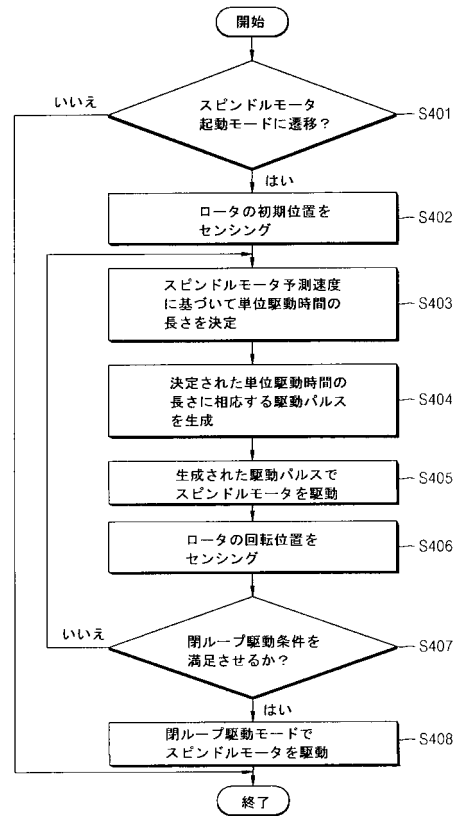 開始
スピンドルモータ
起動モードに遷移？
S401
いいえ
はい
ロータの初期位置を
センシング
S402
スピンドルモータ予測速度
に基づいて単位駆動時間の
長さを決定
S403
決定された単位駆動時間の
長さに相応する駆動パルス
を生成
S404
生成された駆動パルスで
スピンドルモータを駆動
S405
ロータの回転位置を
センシング
S406
いいえ
閉ループ駆動条件を
満足させるか？
S407
はい
閉ループ駆動モードで
スピンドルモータを駆動
S408
終了